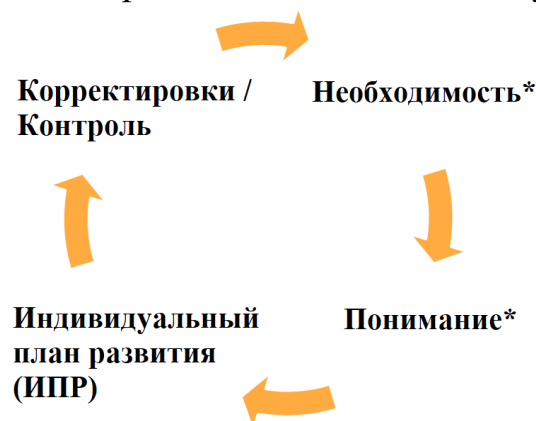 Корректировки /
Контроль
Необходимость*
Понимание*
Индивидуальный
план развития
(ИПР)